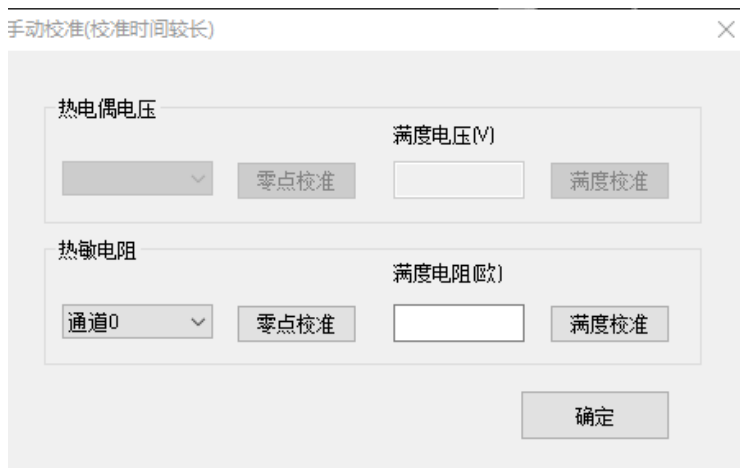 手动校准(校准时间较长)
热电偶电压
满度电压(V)
零点校准
满度校准
热敏电阻
满度电阻(欧)
通道0
零点校准
满度校准
确定